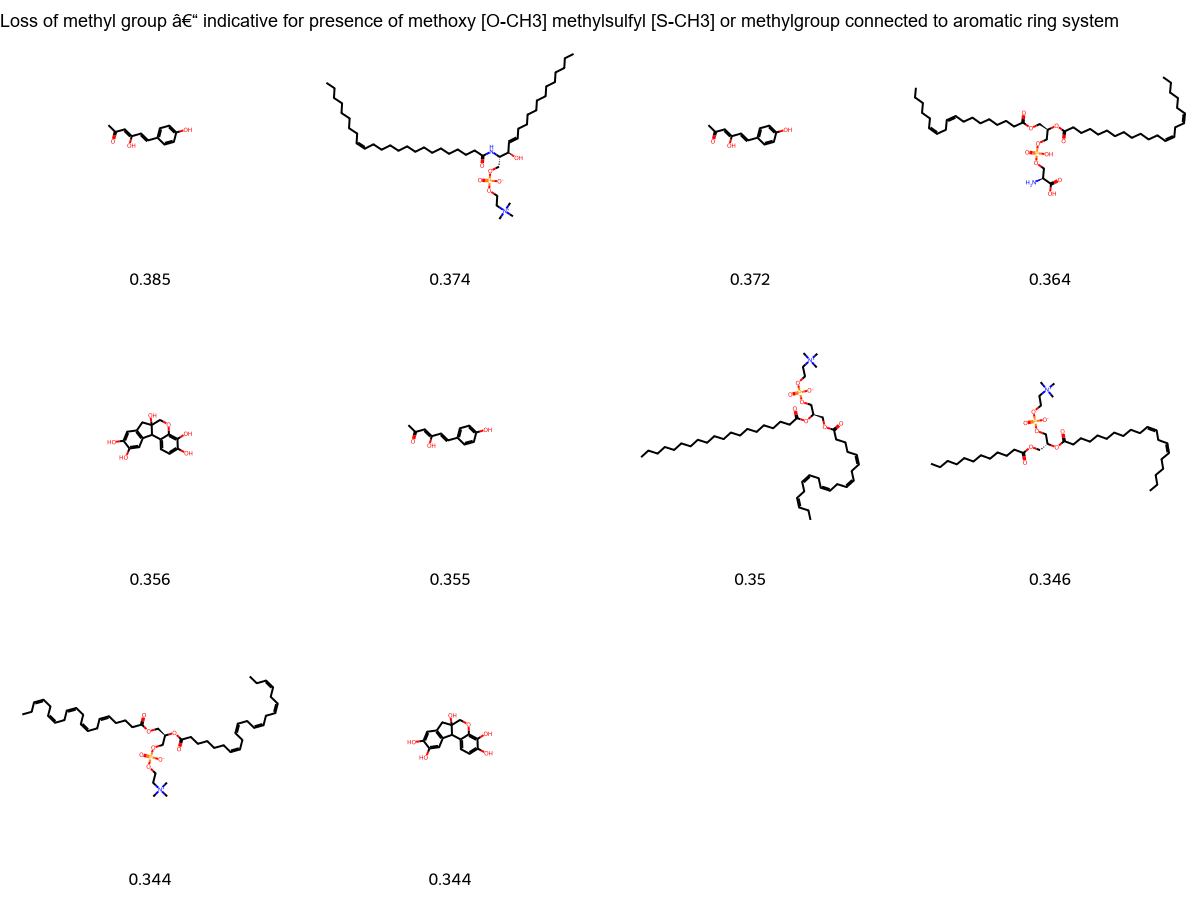 Loss of methyl group â€“ indicative for presence of methoxy [O-CH3] methylsulfyl [S-CH3] or methylgroup connected to aromatic ring system
0.385 0.374 0.372 0.364
0.356 0.355 0.35 0.346
0.344 0.344